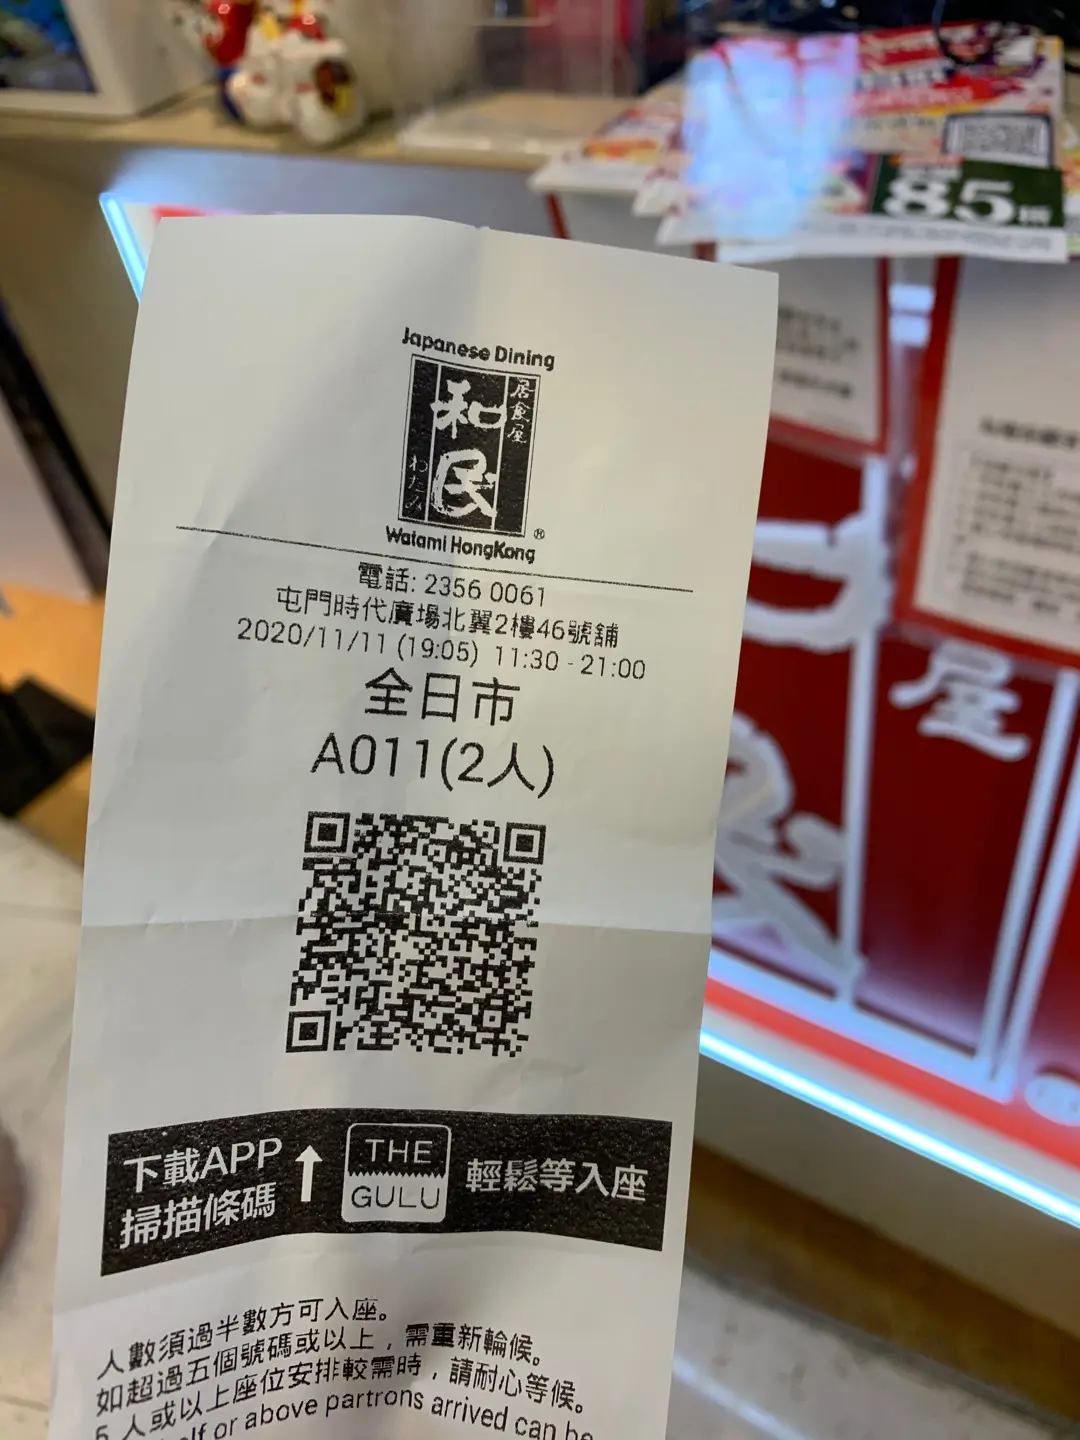 Japanese Dining
居食屋
和民
わたみ
®
Watami HongKong
電話: 2356 0061
屯門時代廣場北翼2樓46號舖
2020/11/11 (19:05) 11:30 - 21:00
全日市
A011(2人)
下載APP
掃描條碼
THE
GULU
輕鬆等入座
人數須過半數方可入座。
如超過五個號碼或以上，需重新輪候。
5 人或以上座位安排較需時，請耐心等候。
or above partrons arrived can be
85
屋